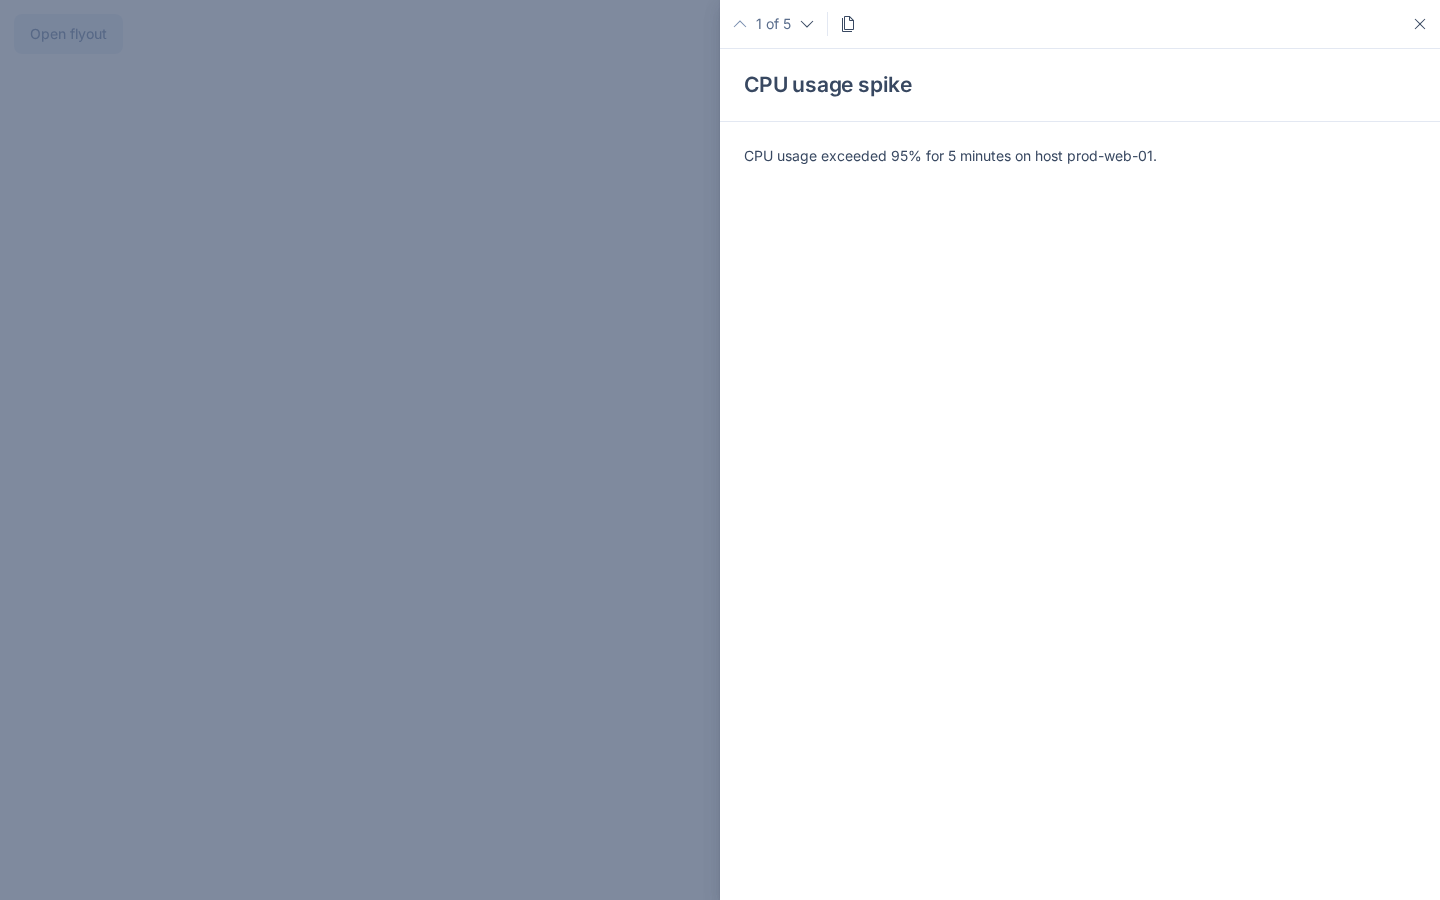 Open flyout
1 of 5
CPU usage spike
CPU usage exceeded 95% for 5 minutes on host prod-web-01.